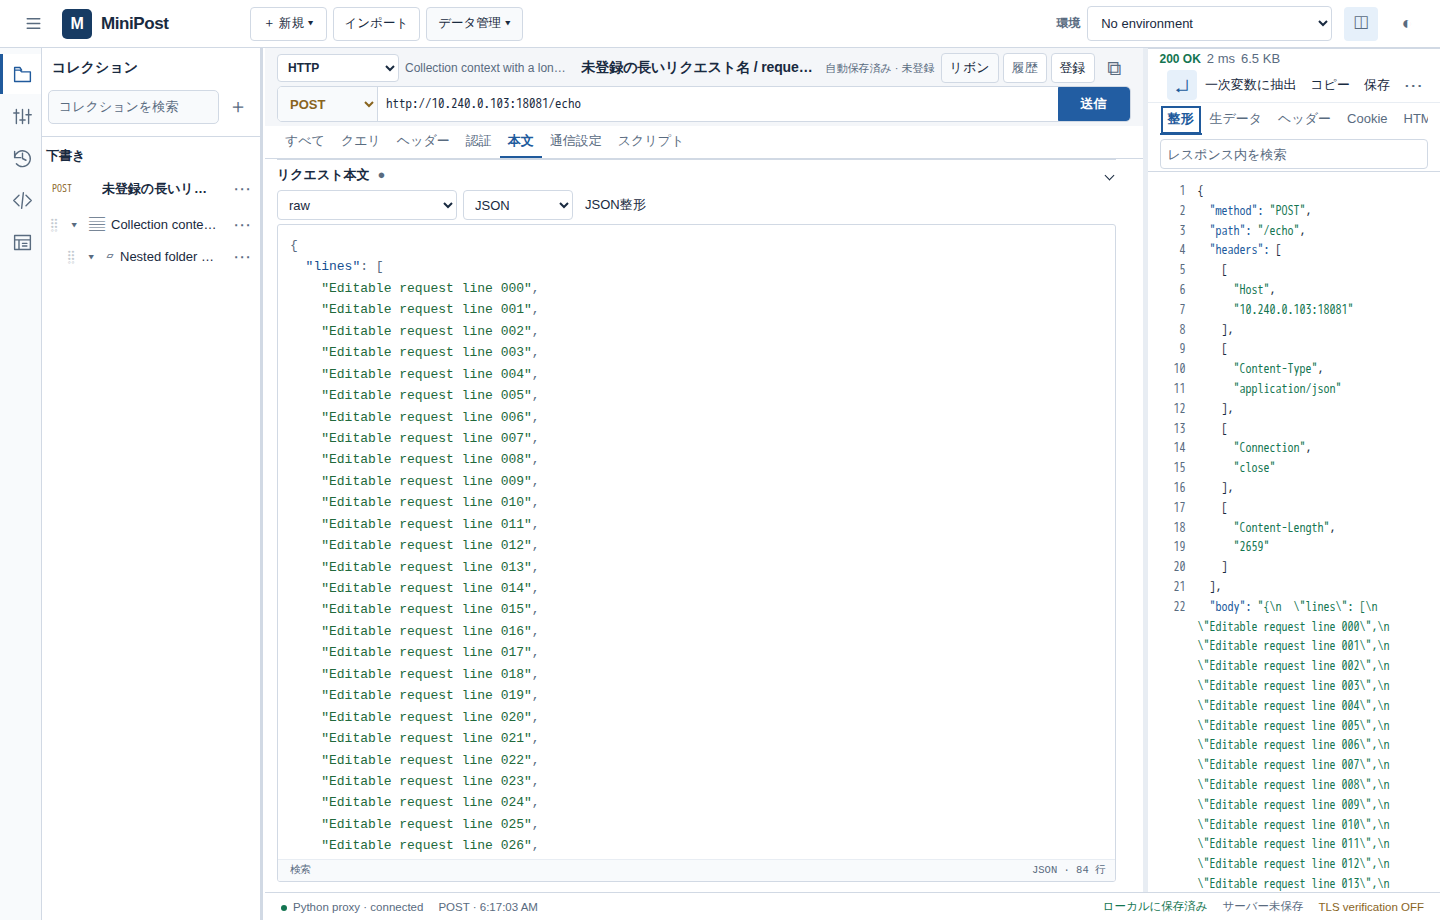 M MiniPost ＋ 新規 ▾ インポート データ管理 ▾ 環境 No environment
コレクション
コレクションを検索 ＋
下書き
POST 未登録の長いリ… ···
Collection conte… ···
Nested folder … ···
HTTP Collection context with a lon… 未登録の長いリクエスト名 / reque… 自動保存済み · 未登録 リボン 履歴 登録
POST http://10.240.0.103:18081/echo 送信
すべて クエリ ヘッダー 認証 本文 通信設定 スクリプト
リクエスト本文 ●
raw JSON JSON整形
{
"lines": [
"Editable request line 000",
"Editable request line 001",
"Editable request line 002",
"Editable request line 003",
"Editable request line 004",
"Editable request line 005",
"Editable request line 006",
"Editable request line 007",
"Editable request line 008",
"Editable request line 009",
"Editable request line 010",
"Editable request line 011",
"Editable request line 012",
"Editable request line 013",
"Editable request line 014",
"Editable request line 015",
"Editable request line 016",
"Editable request line 017",
"Editable request line 018",
"Editable request line 019",
"Editable request line 020",
"Editable request line 021",
"Editable request line 022",
"Editable request line 023",
"Editable request line 024",
"Editable request line 025",
"Editable request line 026",
検索 JSON · 84 行
200 OK 2 ms 6.5 KB
一次変数に抽出 コピー 保存 ···
整形 生データ ヘッダー Cookie HTM
レスポンス内を検索
1 {
2 "method": "POST",
3 "path": "/echo",
4 "headers": [
5 [
6 "Host",
7 "10.240.0.103:18081"
8 ],
9 [
10 "Content-Type",
11 "application/json"
12 ],
13 [
14 "Connection",
15 "close"
16 ],
17 [
18 "Content-Length",
19 "2659"
20 ]
21 ],
22 "body": "{\n  \"lines\": [\n
\"Editable request line 000\",\n
\"Editable request line 001\",\n
\"Editable request line 002\",\n
\"Editable request line 003\",\n
\"Editable request line 004\",\n
\"Editable request line 005\",\n
\"Editable request line 006\",\n
\"Editable request line 007\",\n
\"Editable request line 008\",\n
\"Editable request line 009\",\n
\"Editable request line 010\",\n
\"Editable request line 011\",\n
\"Editable request line 012\",\n
\"Editable request line 013\",\n
● Python proxy · connected POST · 6:17:03 AM ローカルに保存済み サーバー未保存 TLS verification OFF